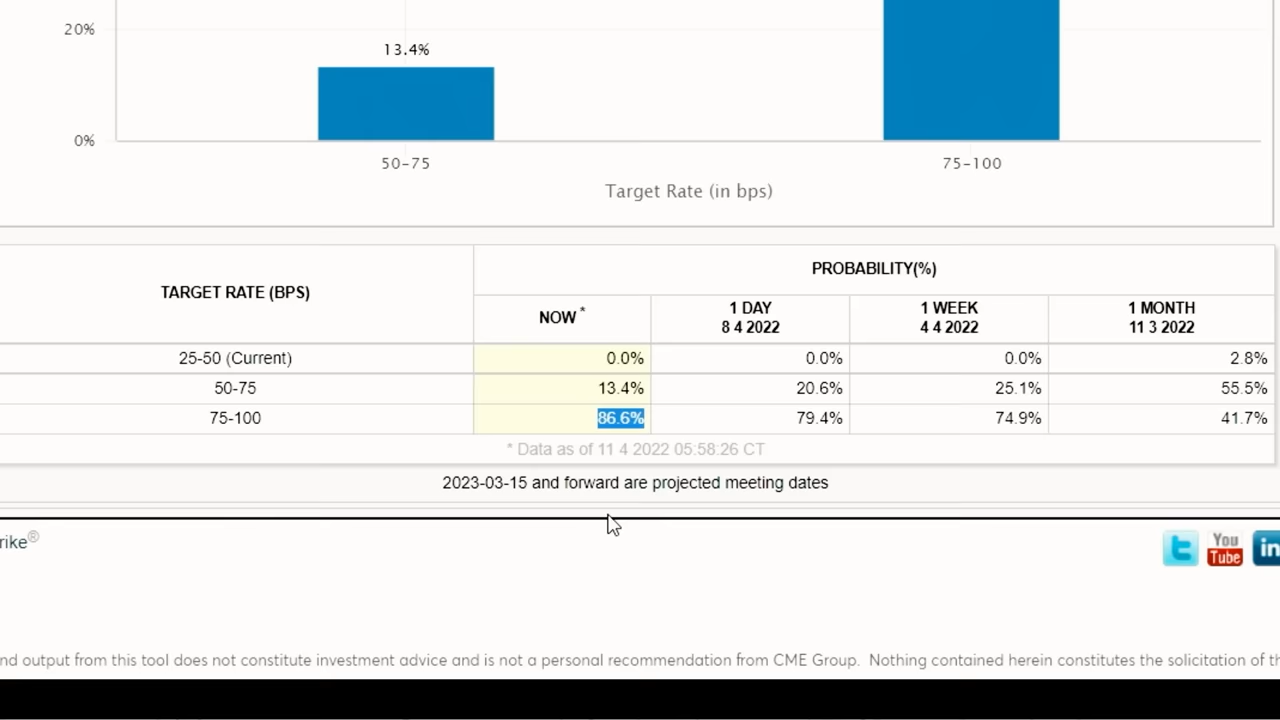 20%
13.4%
0%
50-75
75-100
Target Rate (in bps)
TARGET RATE (BPS)
PROBABILITY(%)
NOW *
1 DAY
8 4 2022
1 WEEK
4 4 2022
1 MONTH
11 3 2022
25-50 (Current) 0.0% 0.0% 0.0% 2.8%
50-75 13.4% 20.6% 25.1% 55.5%
75-100 86.6% 79.4% 74.9% 41.7%
* Data as of 11 4 2022 05:58:26 CT
2023-03-15 and forward are projected meeting dates
rike®
You
Tube
in
nd output from this tool does not constitute investment advice and is not a personal recommendation from CME Group. Nothing contained herein constitutes the solicitation of th